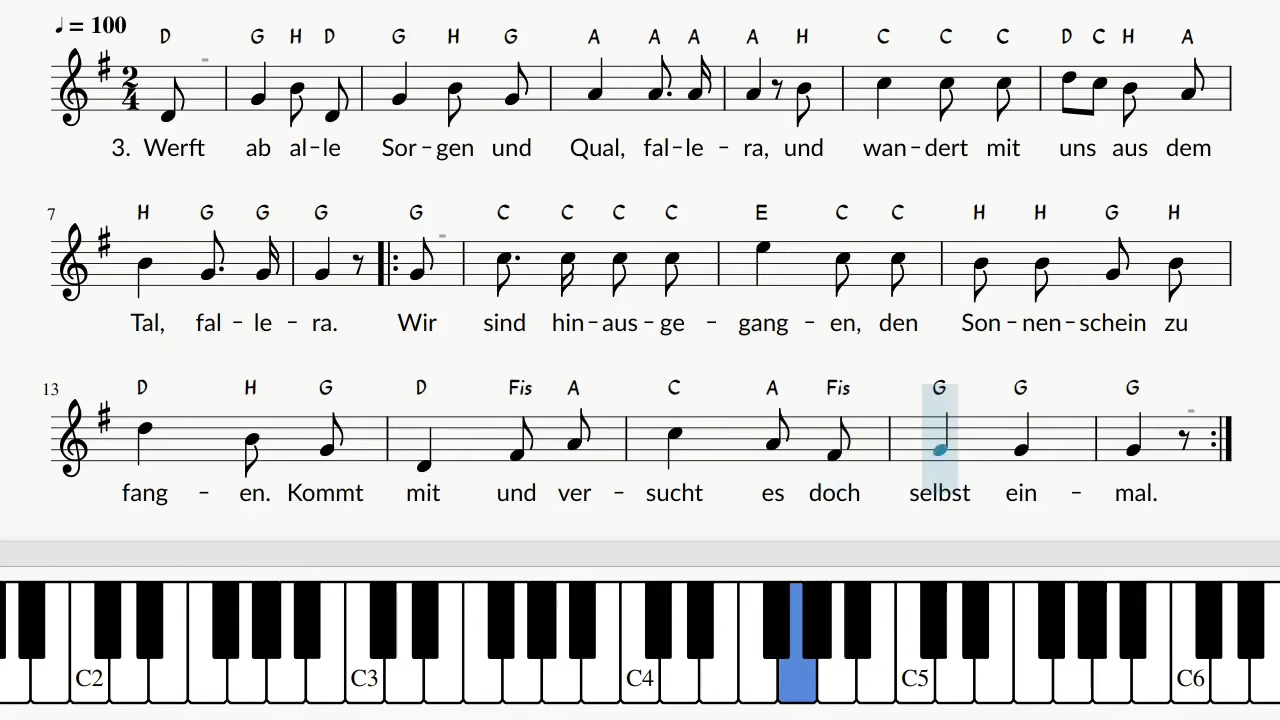 ♩ = 100
D G H D G H G A A A A H C C C D C H A
2 4
3. Werft ab al–le Sor–gen und Qual, fal–le – ra, und wan–dert mit uns aus dem
7 H G G G G C C C C E C C H H G H
Tal, fal – le – ra. Wir sind hin–aus–ge – gang – en, den Son–nen–schein zu
13 D H G D Fis A C A Fis G G G
fang – en. Kommt mit und ver – sucht es doch selbst ein – mal.
C2 C3 C4 C5 C6